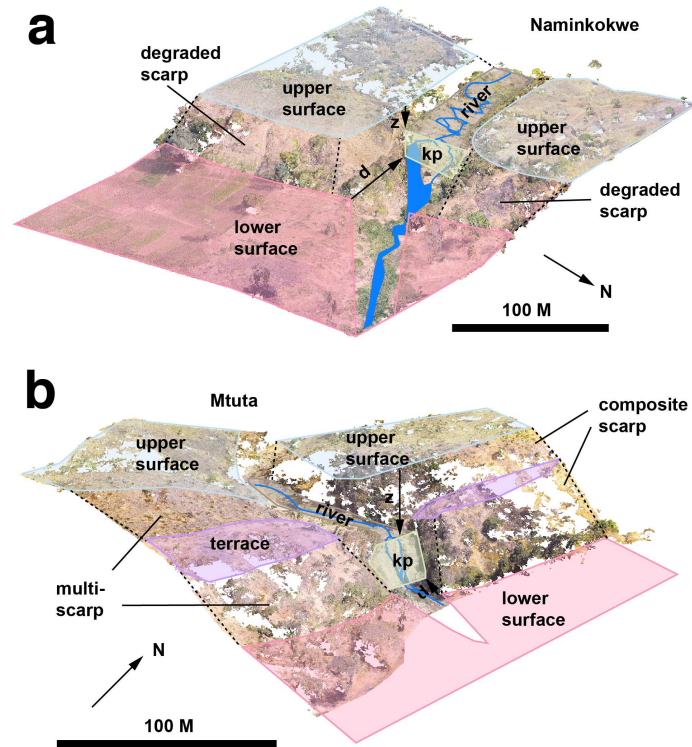 a
Naminkokwe
degraded
scarp
upper
surface
river
z
upper
surface
kp
d
degraded
scarp
lower
surface
N
100 M
b
Mtuta
composite
scarp
upper
surface
upper
surface
z
river
terrace
kp
d
multi-
scarp
lower
surface
N
100 M